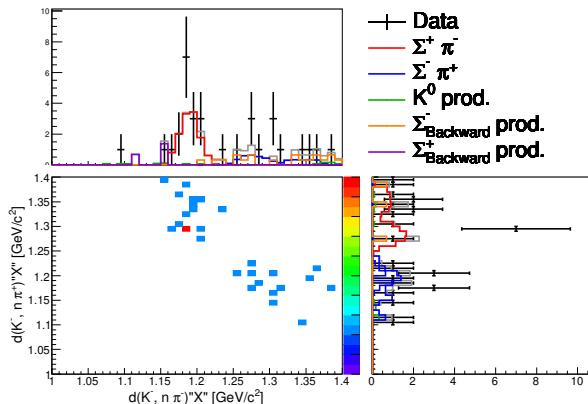 10
8
6
4
2
0
Data
Σ⁺ π⁻
Σ⁻ π⁺
K⁰ prod.
Σ⁻Backward prod.
Σ⁺Backward prod.
d(K⁻, n π⁺)"X" [GeV/c²]
1.4
1.35
1.3
1.25
1.2
1.15
1.1
1.05
1
1 1.05 1.1 1.15 1.2 1.25 1.3 1.35 1.4
d(K⁻, n π⁻)"X" [GeV/c²]
0 2 4 6 8 10